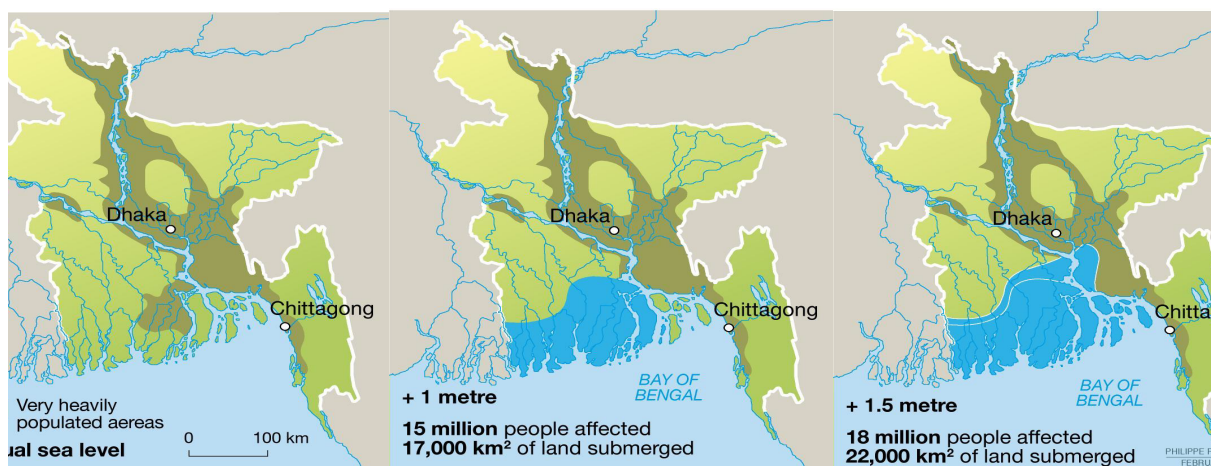 Dhaka
Chittagong
Very heavily
populated aereas
ual sea level
0 100 km
Dhaka
Chittagong
BAY OF
BENGAL
+ 1 metre
15 million people affected
17,000 km² of land submerged
Dhaka
Chitta
BAY OF
BENGAL
+ 1.5 metre
18 million people affected
22,000 km² of land submerged
PHILIPPE R
FEBRU